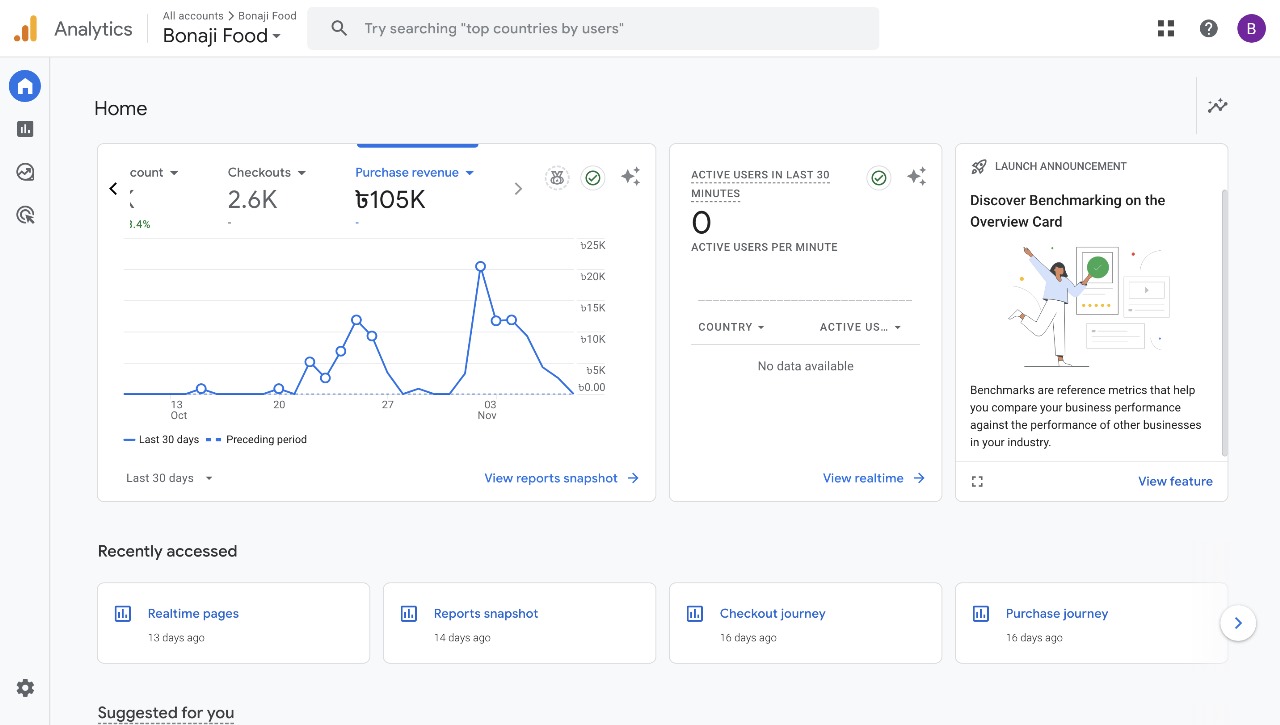 Analytics
All accounts > Bonaji Food
Bonaji Food
Try searching "top countries by users"
B
Home
count
Checkouts
Purchase revenue
2.6K
৳105K
.4%
-
-
৳25K
৳20K
৳15K
৳10K
৳5K
৳0.00
13
Oct
20
27
03
Nov
Last 30 days
Preceding period
Last 30 days
View reports snapshot
ACTIVE USERS IN LAST 30
MINUTES
0
ACTIVE USERS PER MINUTE
COUNTRY
ACTIVE US…
No data available
View realtime
LAUNCH ANNOUNCEMENT
Discover Benchmarking on the
Overview Card
Benchmarks are reference metrics that help
you compare your business performance
against the performance of other businesses
in your industry.
View feature
Recently accessed
Realtime pages
13 days ago
Reports snapshot
14 days ago
Checkout journey
16 days ago
Purchase journey
16 days ago
Suggested for you